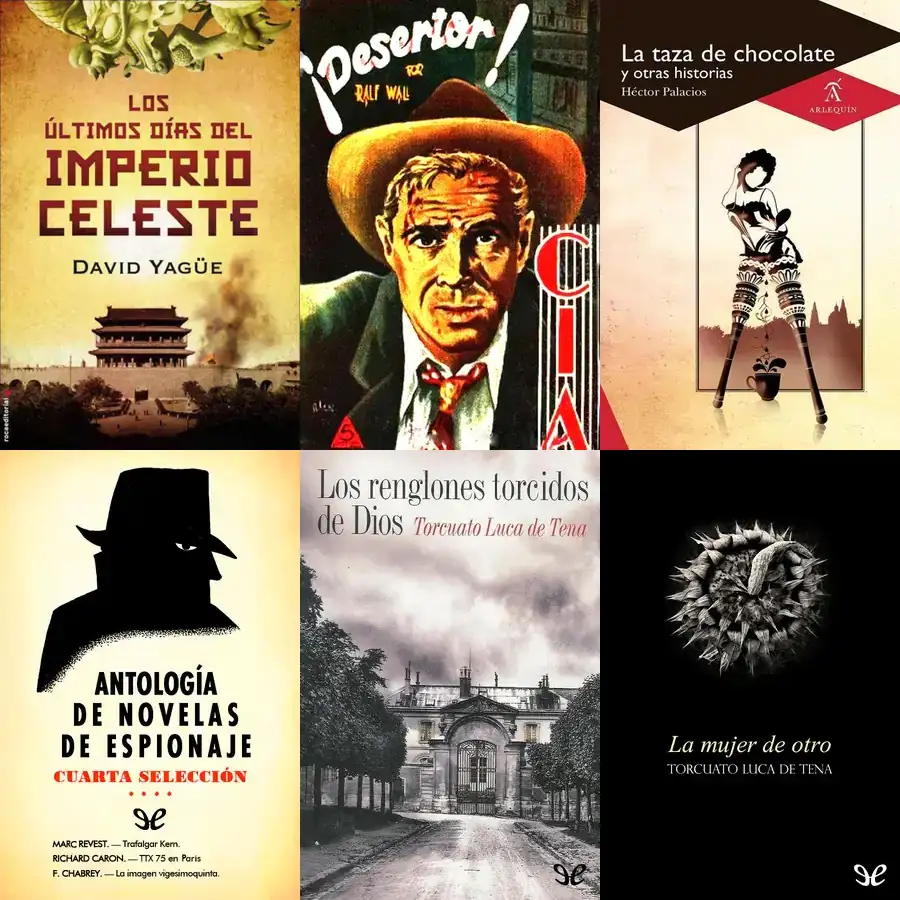 LOS
ÚLTIMOS DÍAS DEL
IMPERIO
CELESTE
DAVID YAGÜE
rocaeditorial
¡Desertor!
POR
RALF WALL
CIA
5
La taza de chocolate
y otras historias
Héctor Palacios
ARLEQUÍN
ANTOLOGÍA
DE NOVELAS
DE ESPIONAJE
CUARTA SELECCIÓN
MARC REVEST. — Trafalgar Kern.
RICHARD CARON. — TTX 75 en Paris
F. CHABREY. — La imagen vigesimoquinta.
Los renglones torcidos
de Dios Torcuato Luca de Tena
La mujer de otro
TORCUATO LUCA DE TENA